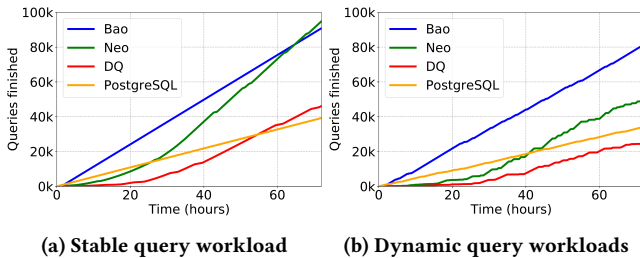 100k
80k
60k
40k
20k
0k
Queries finished
Bao
Neo
DQ
PostgreSQL
0
20
40
60
Time (hours)
(a) Stable query workload
100k
80k
60k
40k
20k
0k
Queries finished
Bao
Neo
DQ
PostgreSQL
0
20
40
60
Time (hours)
(b) Dynamic query workloads